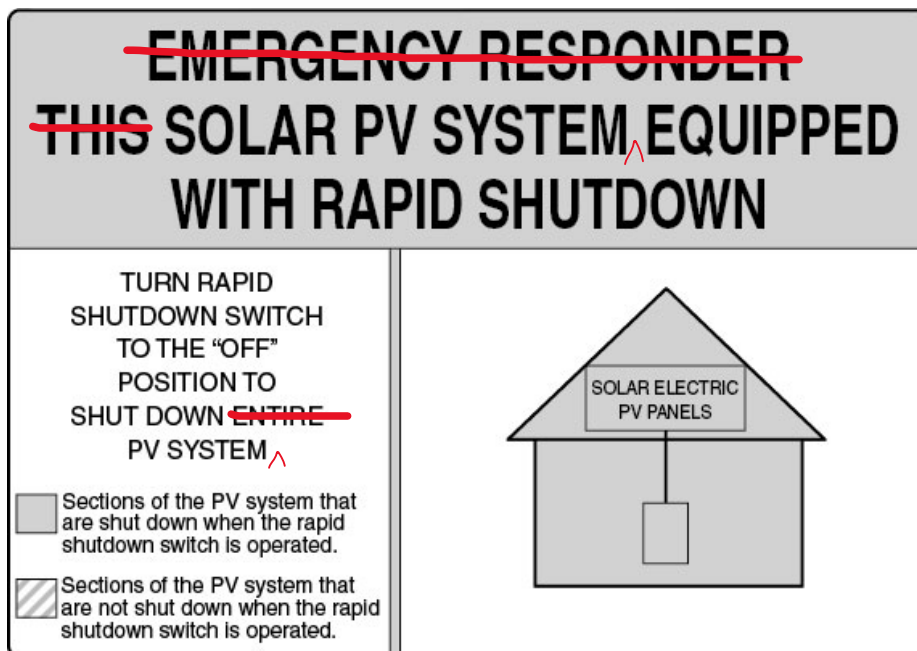 EMERGENCY RESPONDER
THIS SOLAR PV SYSTEM EQUIPPED
WITH RAPID SHUTDOWN
TURN RAPID
SHUTDOWN SWITCH
TO THE “OFF”
POSITION TO
SHUT DOWN ENTIRE
PV SYSTEM
Sections of the PV system that
are shut down when the rapid
shutdown switch is operated.
Sections of the PV system that
are not shut down when the rapid
shutdown switch is operated.
SOLAR ELECTRIC
PV PANELS